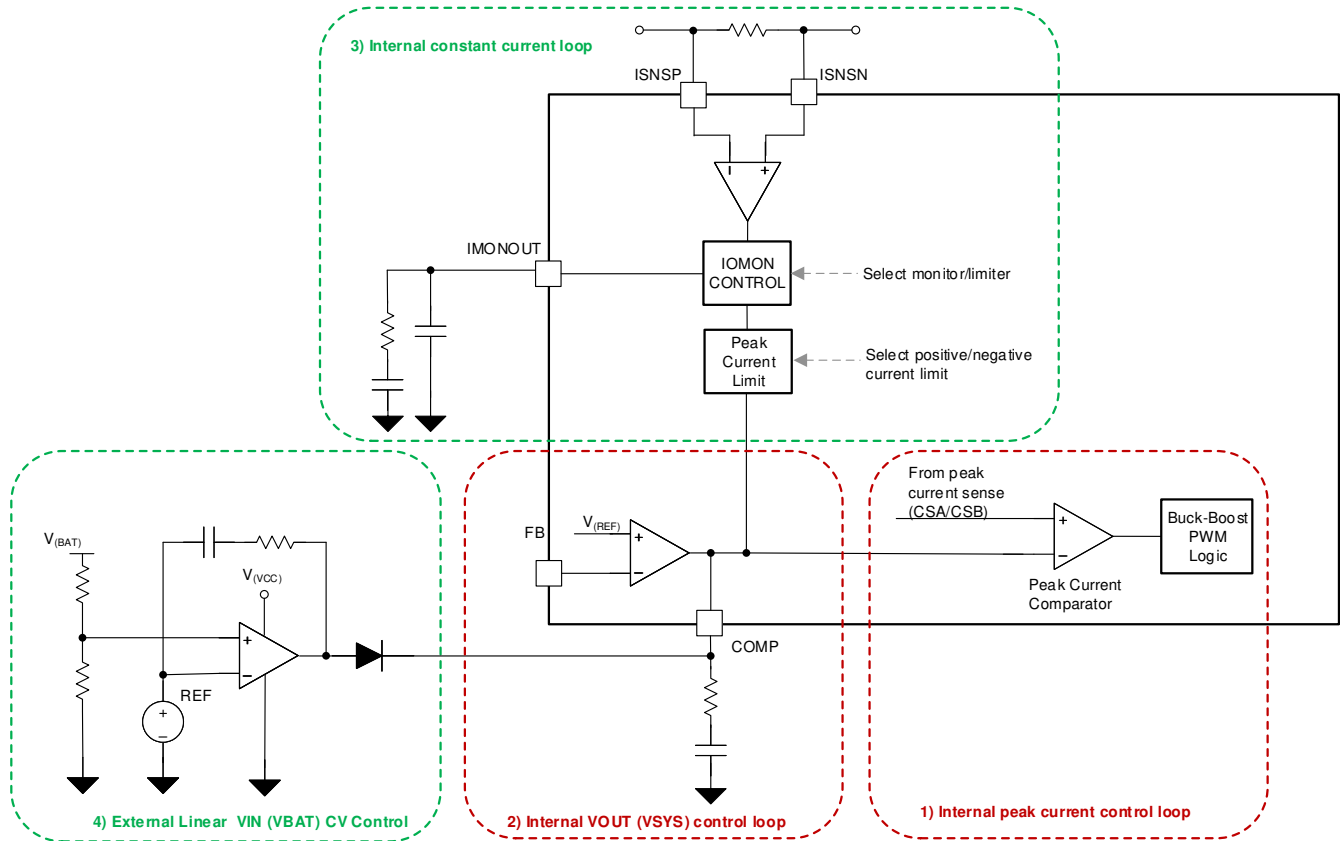 3) Internal constant current loop
ISNSP
ISNSN
−
+
IMONOUT
IOMON
CONTROL
Select monitor/limiter
Peak
Current
Limit
Select positive/negative
current limit
V(BAT)
V(VCC)
+
−
REF
+
−
4) External Linear VIN (VBAT) CV Control
FB
V(REF)
+
−
COMP
2) Internal VOUT (VSYS) control loop
From peak
current sense
(CSA/CSB)
+
−
Peak Current
Comparator
Buck-Boost
PWM
Logic
1) Internal peak current control loop